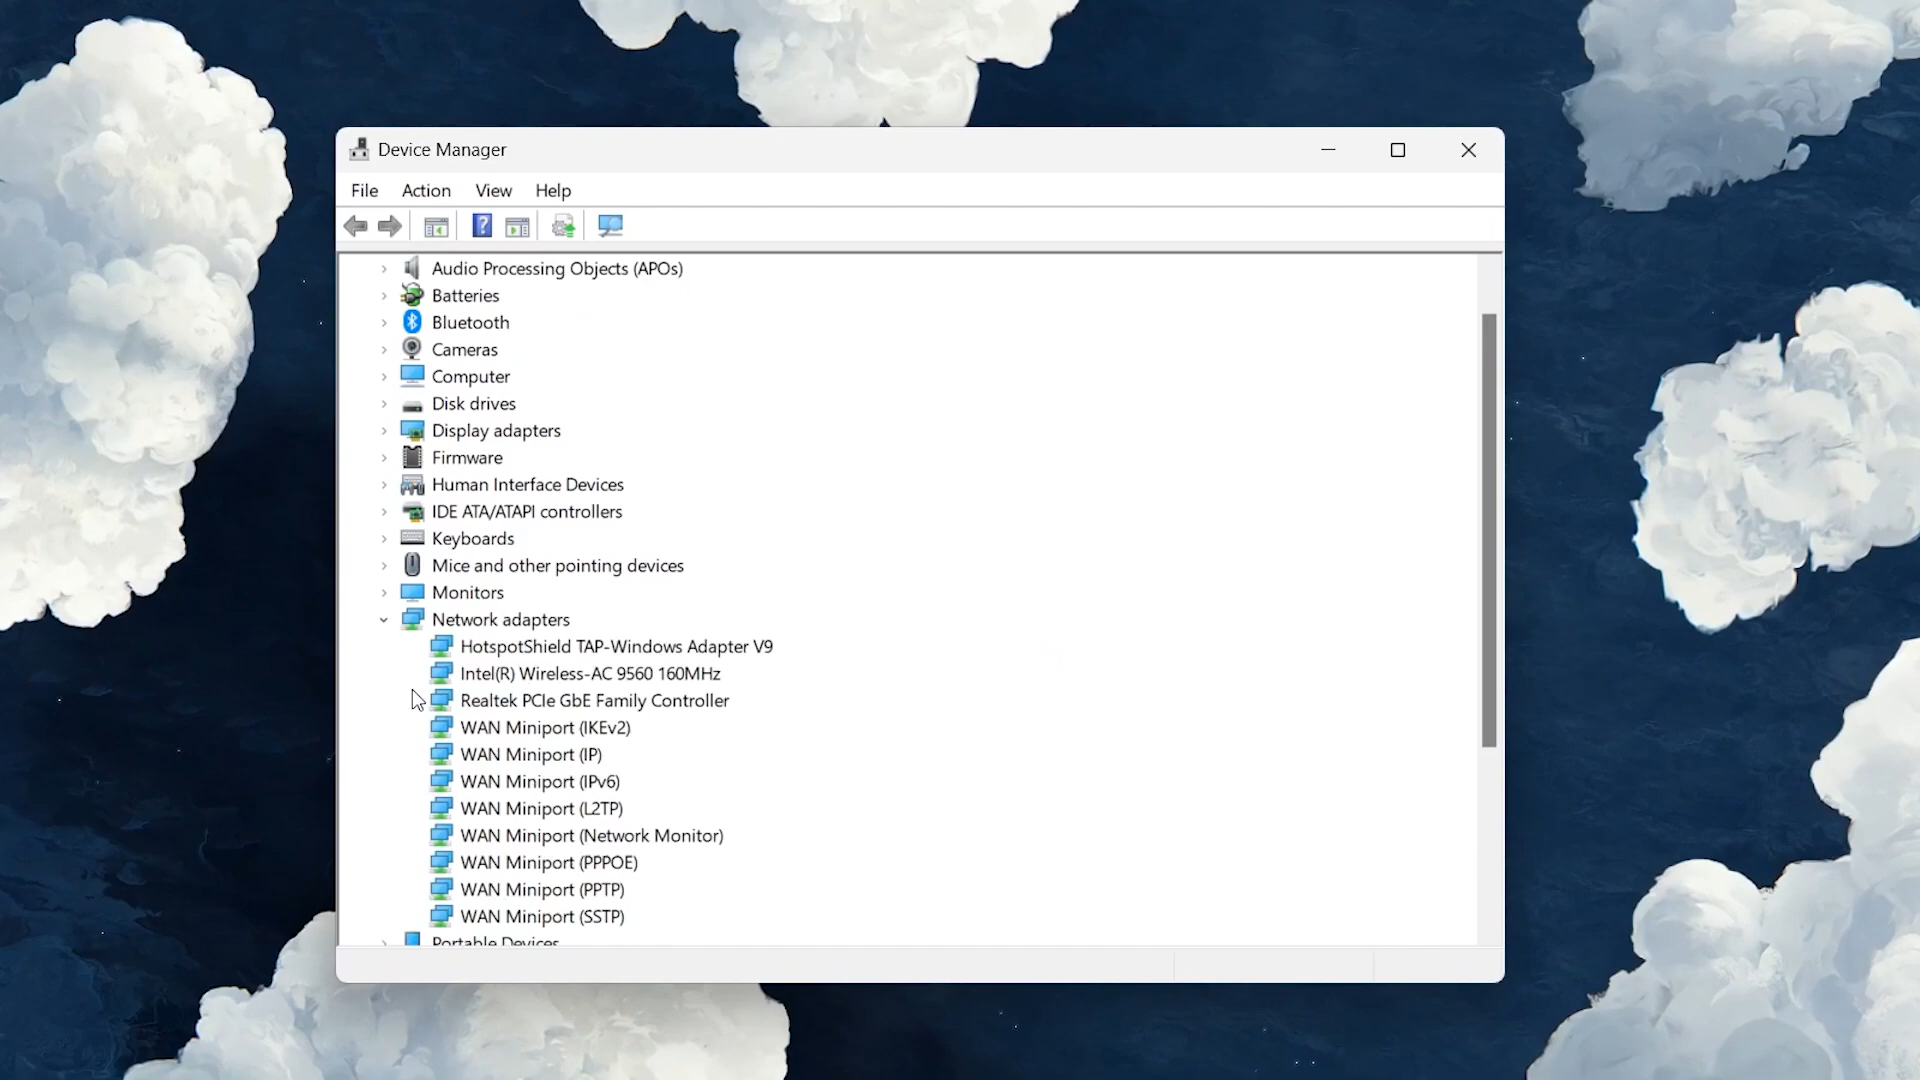 Device Manager
File Action View Help
Audio Processing Objects (APOs)
Batteries
Bluetooth
Cameras
Computer
Disk drives
Display adapters
Firmware
Human Interface Devices
IDE ATA/ATAPI controllers
Keyboards
Mice and other pointing devices
Monitors
Network adapters
HotspotShield TAP-Windows Adapter V9
Intel(R) Wireless-AC 9560 160MHz
Realtek PCIe GbE Family Controller
WAN Miniport (IKEv2)
WAN Miniport (IP)
WAN Miniport (IPv6)
WAN Miniport (L2TP)
WAN Miniport (Network Monitor)
WAN Miniport (PPPOE)
WAN Miniport (PPTP)
WAN Miniport (SSTP)
Portable Devices